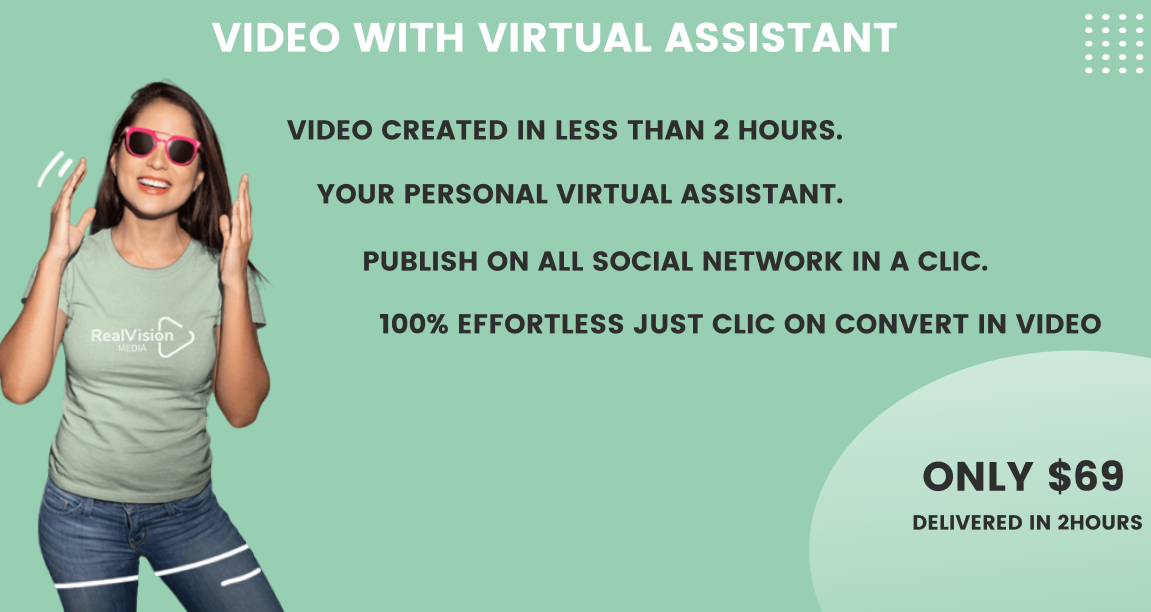 VIDEO WITH VIRTUAL ASSISTANT
VIDEO CREATED IN LESS THAN 2 HOURS.
YOUR PERSONAL VIRTUAL ASSISTANT.
PUBLISH ON ALL SOCIAL NETWORK IN A CLIC.
100% EFFORTLESS JUST CLIC ON CONVERT IN VIDEO
RealVision
MEDIA
ONLY $69
DELIVERED IN 2HOURS